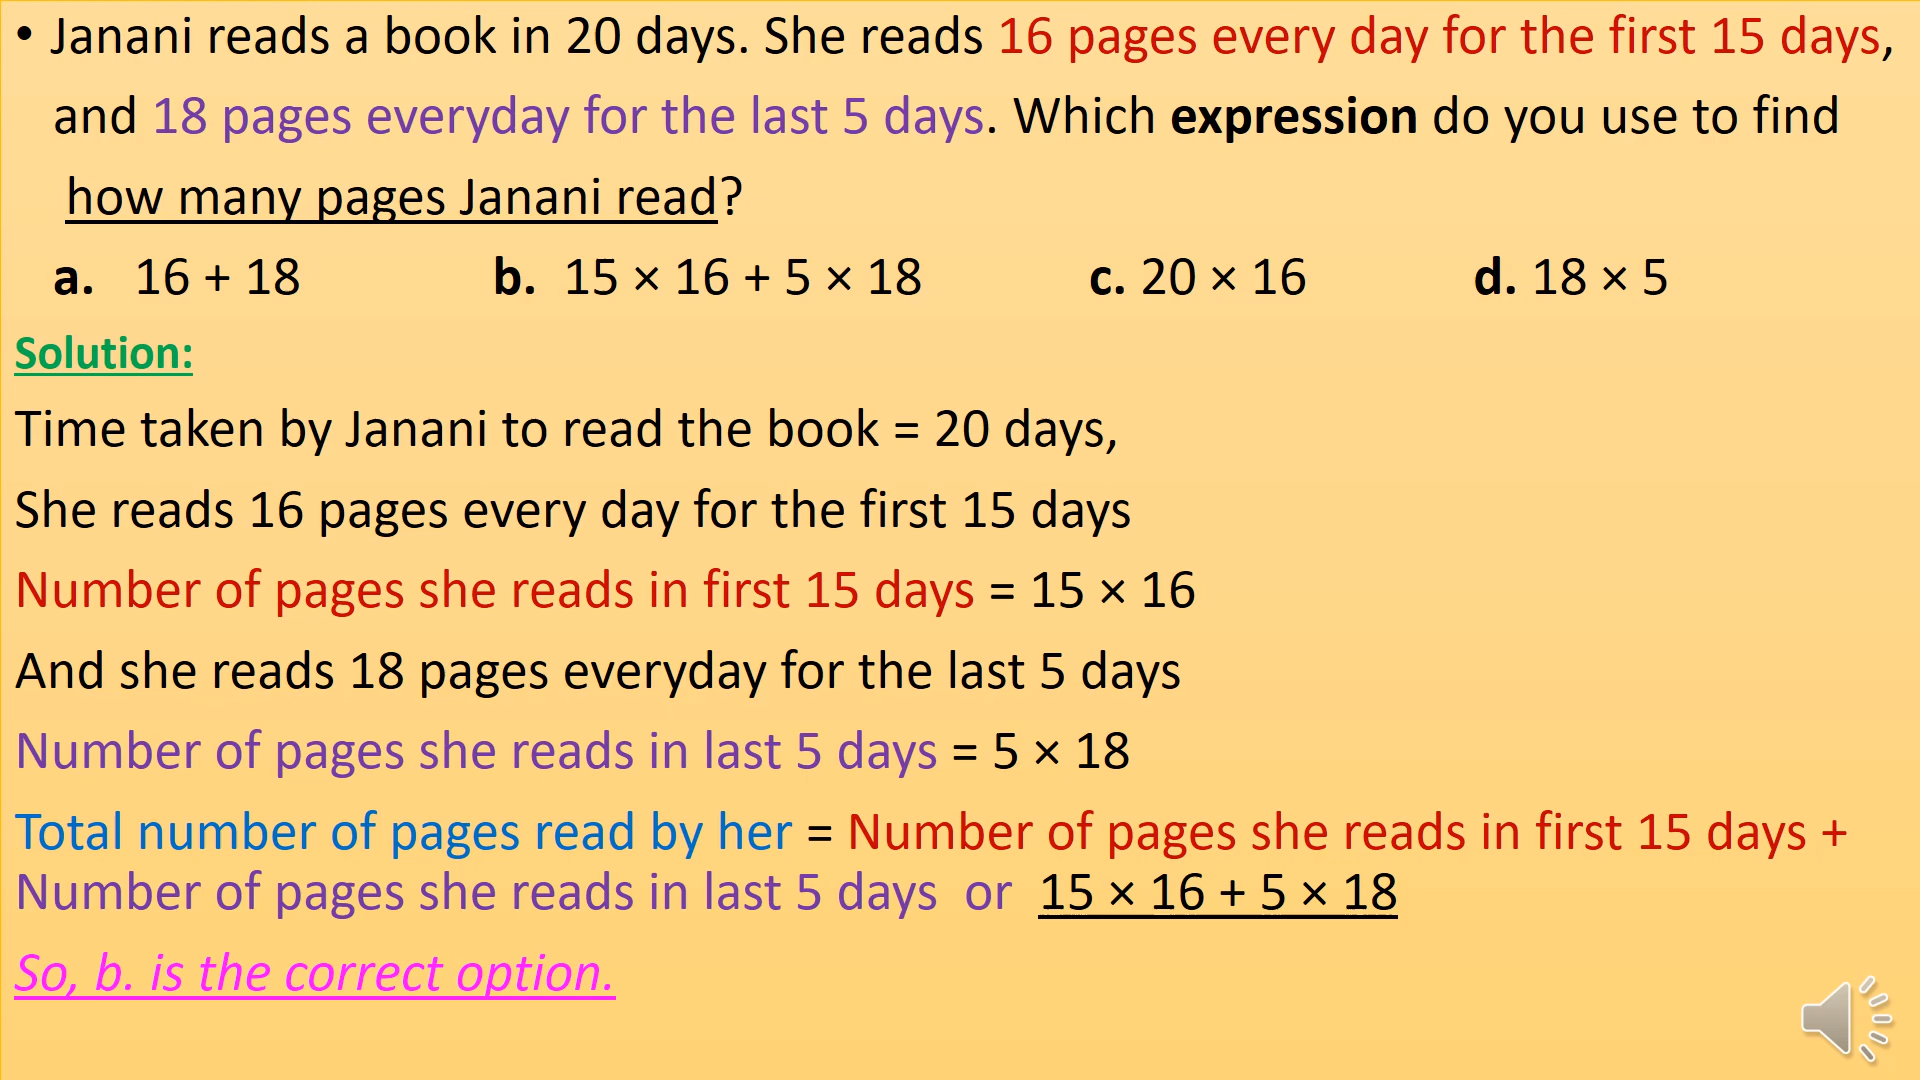 • Janani reads a book in 20 days. She reads 16 pages every day for the first 15 days,
and 18 pages everyday for the last 5 days. Which expression do you use to find
how many pages Janani read?
a. 16 + 18 b. 15 × 16 + 5 × 18 c. 20 × 16 d. 18 × 5
Solution:
Time taken by Janani to read the book = 20 days,
She reads 16 pages every day for the first 15 days
Number of pages she reads in first 15 days = 15 × 16
And she reads 18 pages everyday for the last 5 days
Number of pages she reads in last 5 days = 5 × 18
Total number of pages read by her = Number of pages she reads in first 15 days +
Number of pages she reads in last 5 days or 15 × 16 + 5 × 18
So, b. is the correct option.